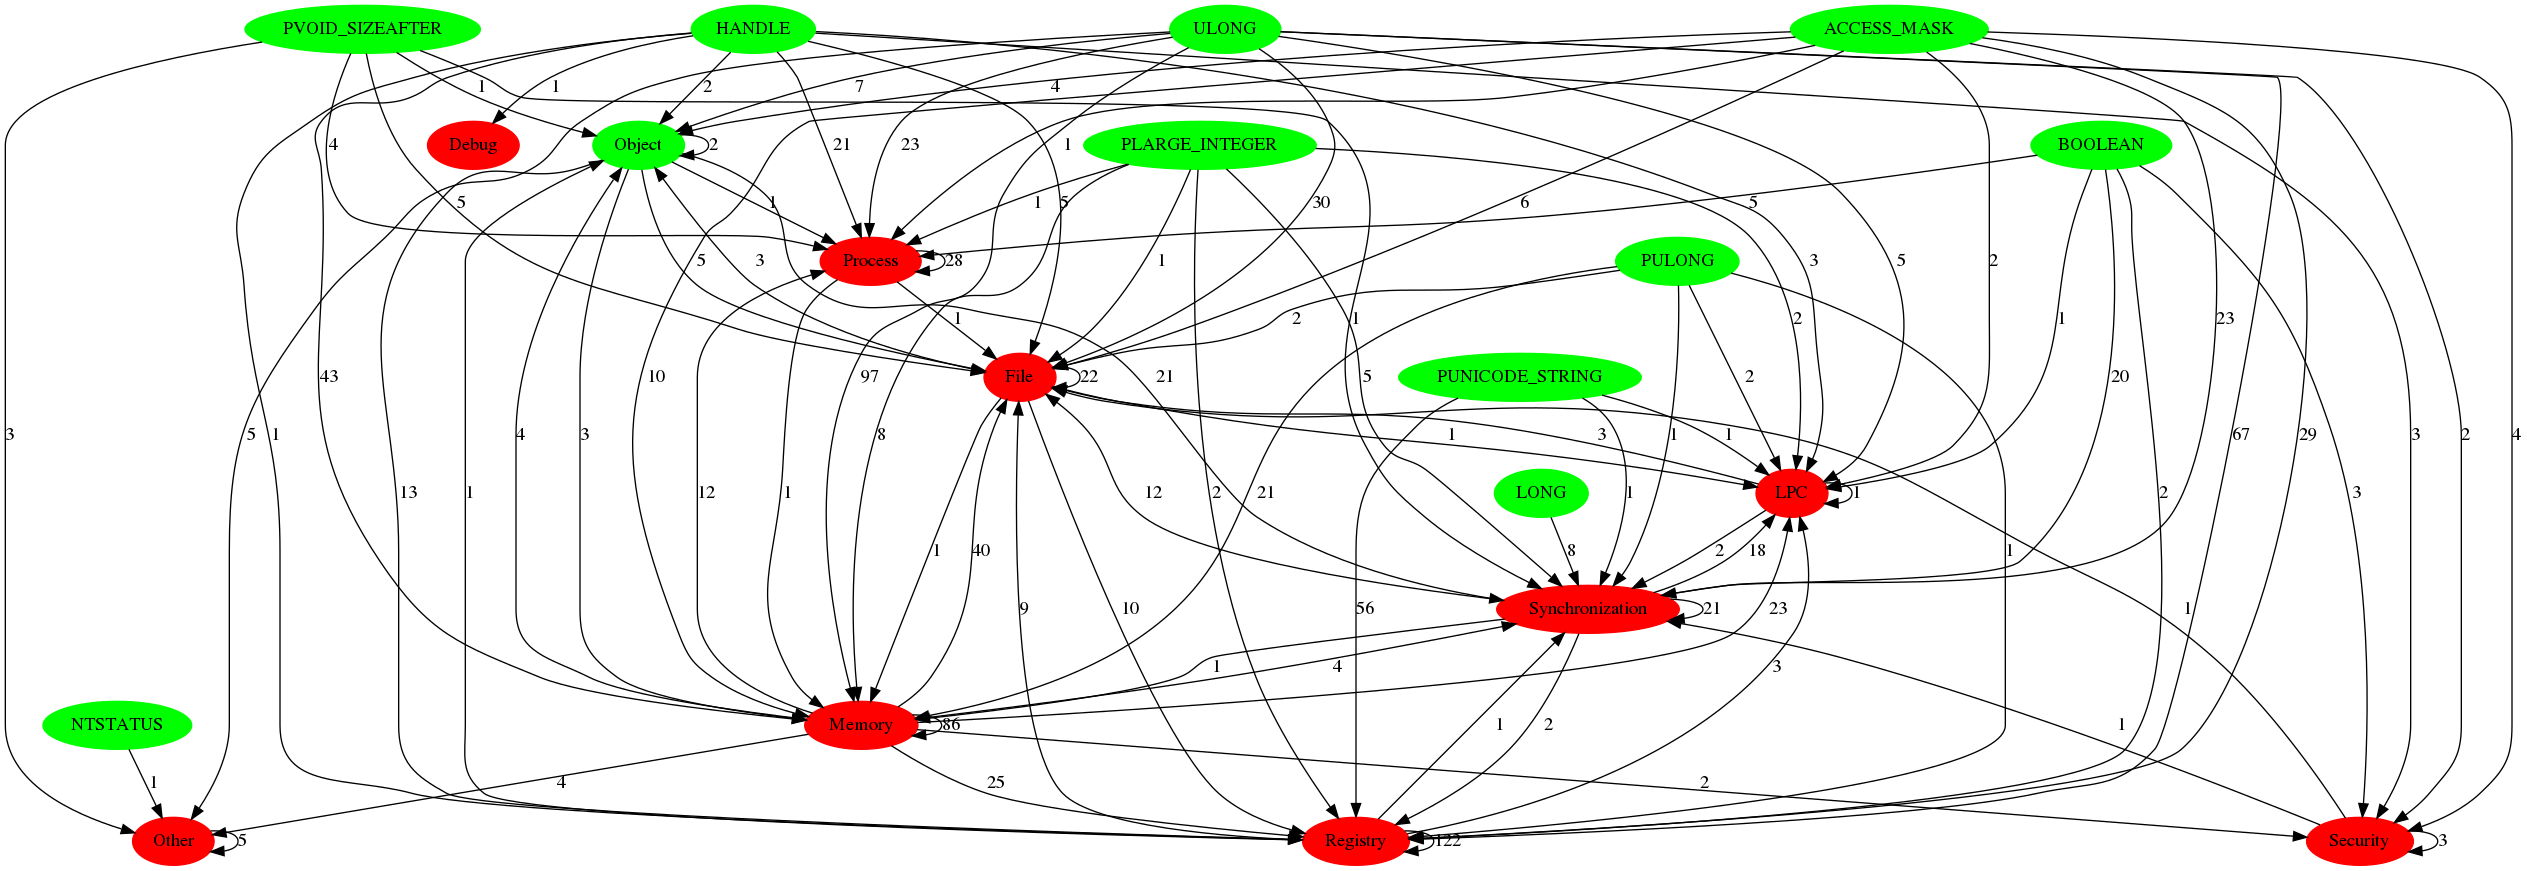 PVOID_SIZEAFTER HANDLE ULONG ACCESS_MASK
1 1 2 7 4
Debug Object 2 4 21 23 1 PLARGE_INTEGER BOOLEAN
5 1 1 5 30 6 5
Process 28 5 3 1 3 5 2 PULONG
1 2 1 2 1 23
43 10 97 File 22 21 5 PUNICODE_STRING 2 20
3 5 1 13 1 4 3 8 1 3 1 1 67 29 3 3 2 4
LONG LPC 1 2
12 1 1 40 12 21 1 8 2 18 1
9 10 56 Synchronization 21 23 1
1 4 3
NTSTATUS Memory 86 1 2 1
1 4 25 2
Other 5 Registry 122 Security 3